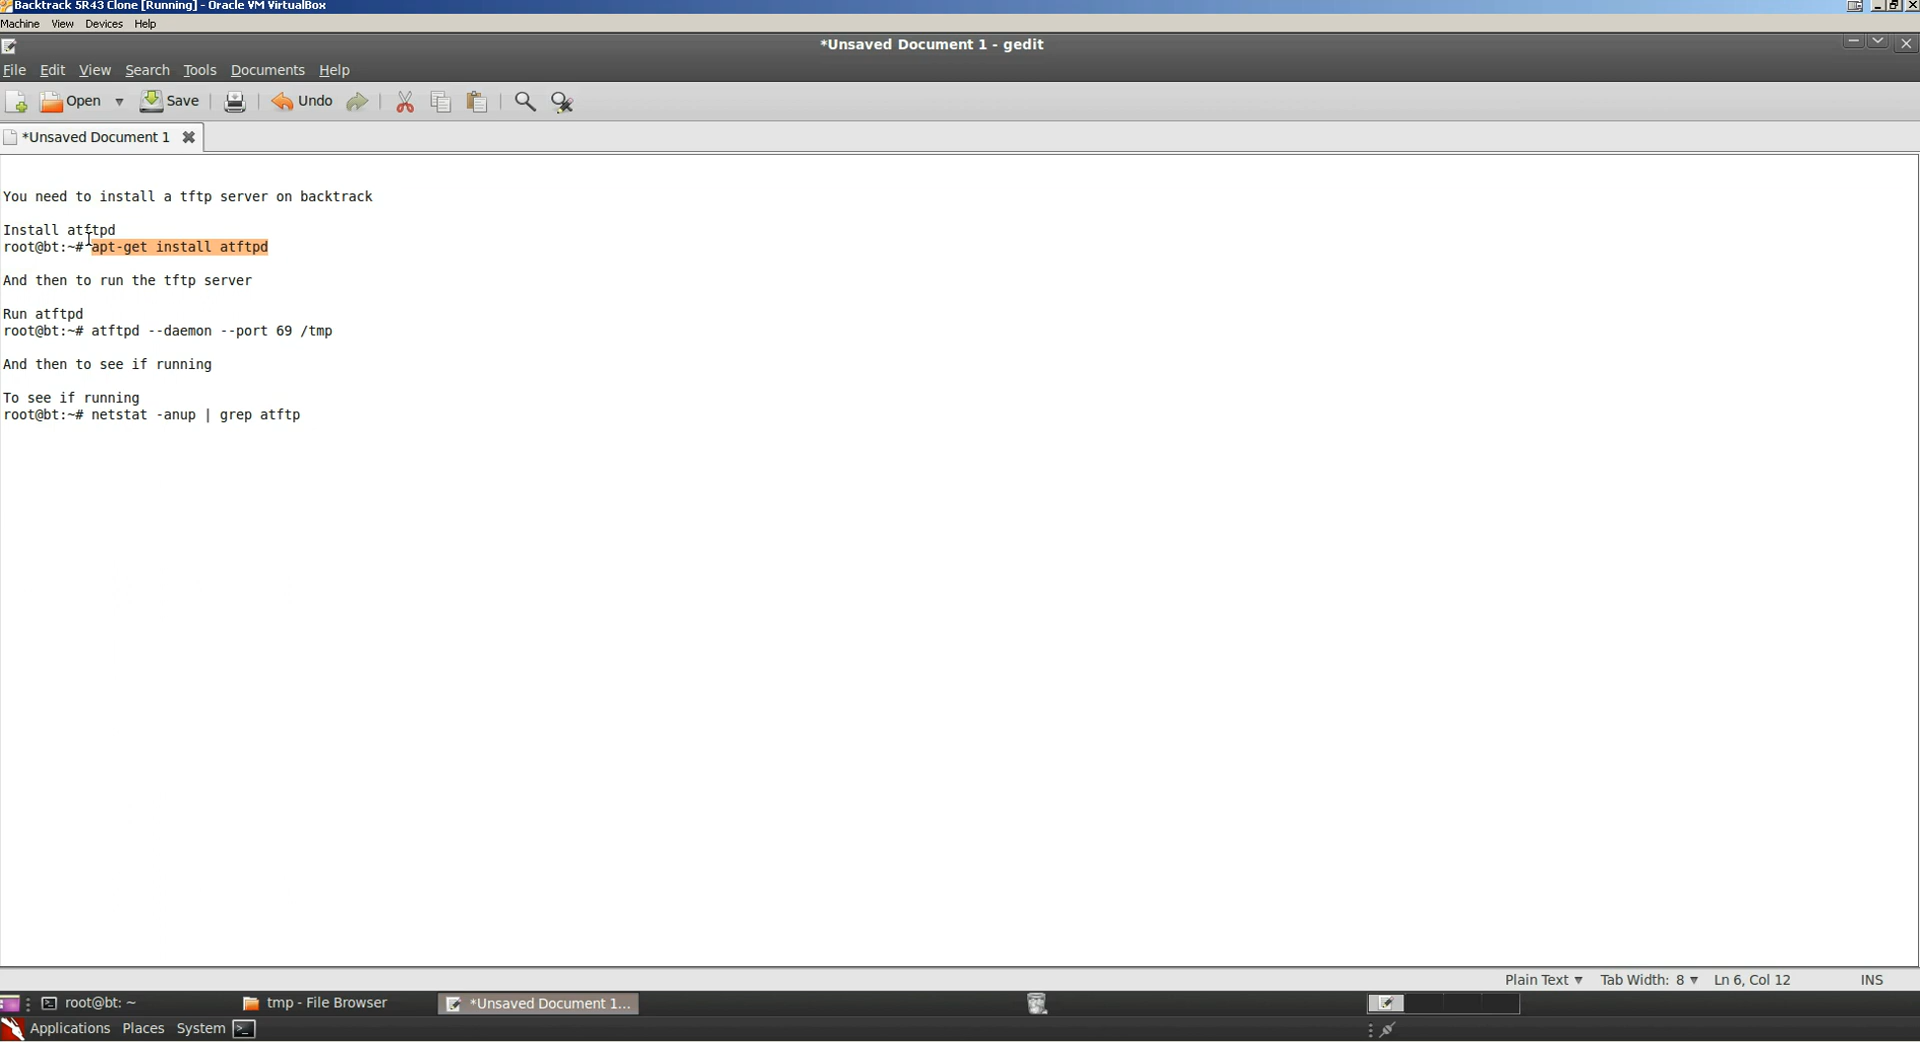 Backtrack 5R43 Clone [Running] - Oracle VM VirtualBox
Machine View Devices Help
*Unsaved Document 1 - gedit
File Edit View Search Tools Documents Help
Open Save Undo
*Unsaved Document 1
You need to install a tftp server on backtrack
Install atftpd
root@bt:~# apt-get install atftpd
And then to run the tftp server
Run atftpd
root@bt:~# atftpd --daemon --port 69 /tmp
And then to see if running
To see if running
root@bt:~# netstat -anup | grep atftp
Plain Text Tab Width: 8 Ln 6, Col 12 INS
root@bt: ~ tmp - File Browser *Unsaved Document 1...
Applications Places System